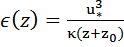 ϵ(z) = u*³ / κ(z+z₀)